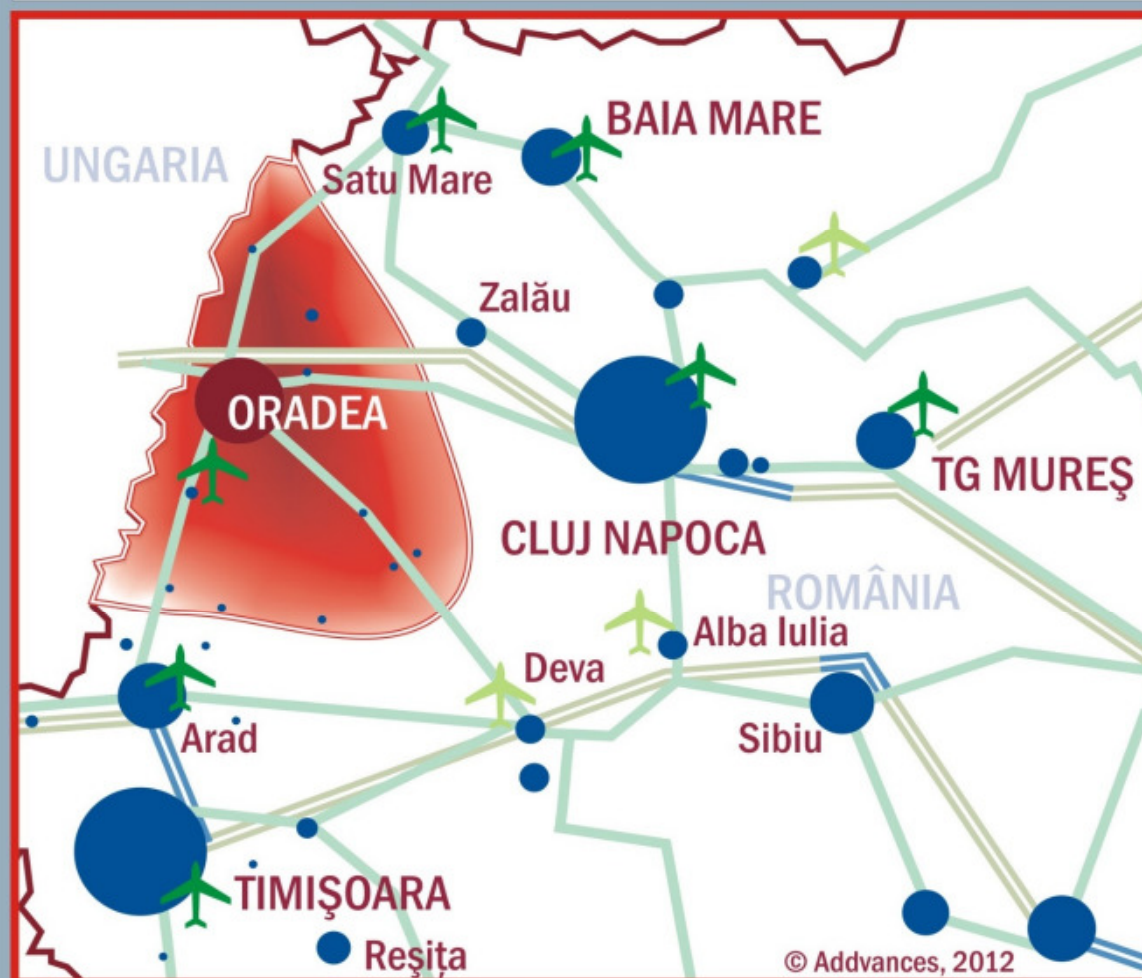 BAIA MARE
UNGARIA
Satu Mare
Zalău
ORADEA
TG MUREŞ
CLUJ NAPOCA
ROMÂNIA
Alba Iulia
Deva
Arad
Sibiu
TIMIŞOARA
Reşiţa
© Addvances, 2012